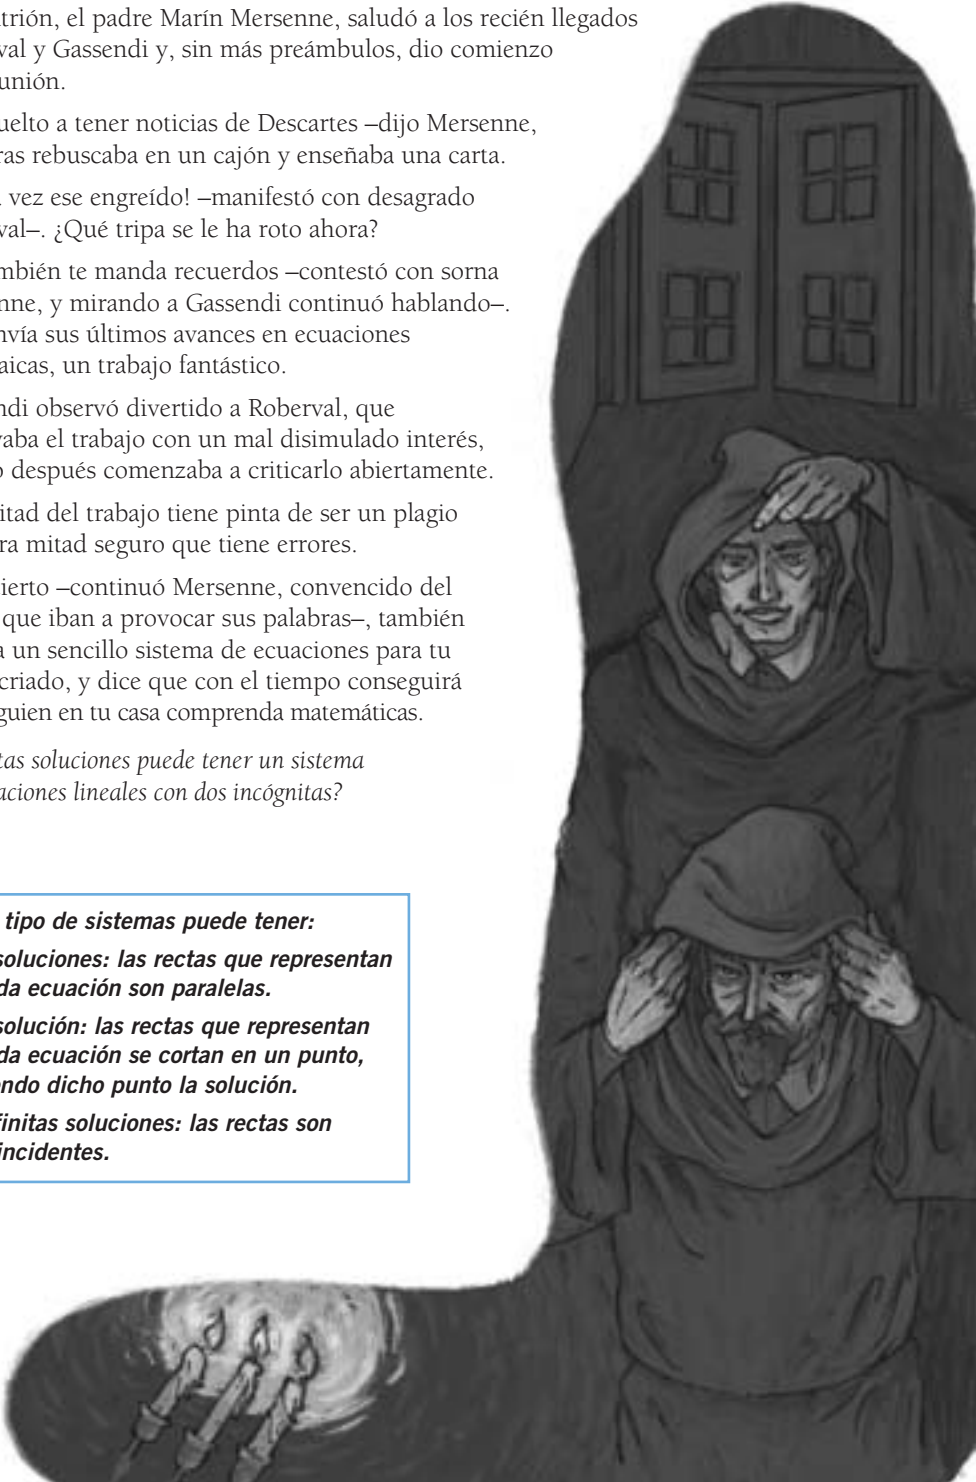 trión, el padre Marín Mersenne, saludó a los recién llegados
val y Gassendi y, sin más preámbulos, dio comienzo
unión.
uelto a tener noticias de Descartes –dijo Mersenne,
ras rebuscaba en un cajón y enseñaba una carta.
vez ese engreído! –manifestó con desagrado
val–. ¿Qué tripa se le ha roto ahora?
mbién te manda recuerdos –contestó con sorna
nne, y mirando a Gassendi continuó hablando–.
nvía sus últimos avances en ecuaciones
aicas, un trabajo fantástico.
ndi observó divertido a Roberval, que
vaba el trabajo con un mal disimulado interés,
o después comenzaba a criticarlo abiertamente.
itad del trabajo tiene pinta de ser un plagio
ra mitad seguro que tiene errores.
ierto –continuó Mersenne, convencido del
que iban a provocar sus palabras–, también
a un sencillo sistema de ecuaciones para tu
criado, y dice que con el tiempo conseguirá
guien en tu casa comprenda matemáticas.
tas soluciones puede tener un sistema
aciones lineales con dos incógnitas?
tipo de sistemas puede tener:
soluciones: las rectas que representan
da ecuación son paralelas.
solución: las rectas que representan
da ecuación se cortan en un punto,
ndo dicho punto la solución.
finitas soluciones: las rectas son
incidentes.